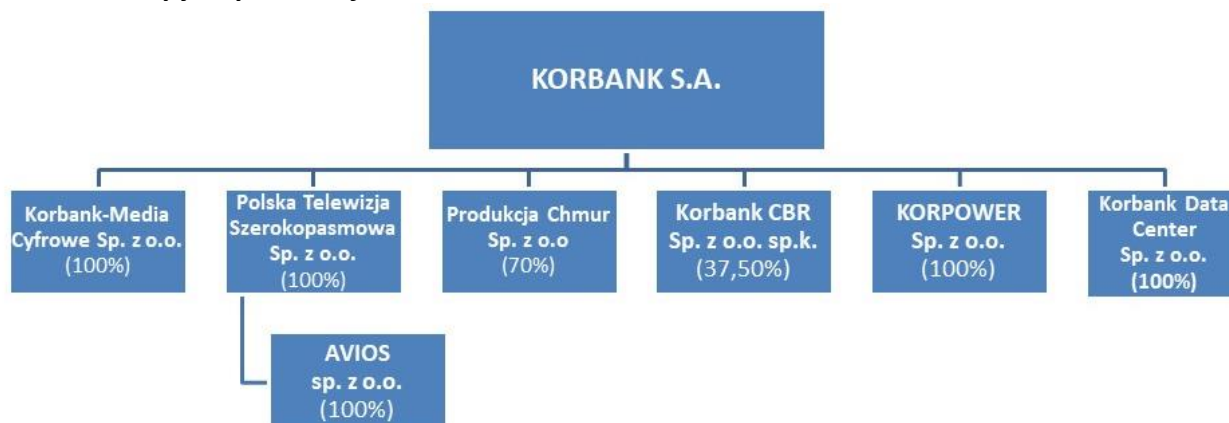 KORBANK S.A.
Korbank-Media
Cyfrowe Sp. z o.o.
(100%)
Polska Telewizja
Szerokopasmowa
Sp. z o.o.
(100%)
Produkcja Chmur
Sp. z o.o
(70%)
Korbank CBR
Sp. z o.o. sp.k.
(37,50%)
KORPOWER
Sp. z o.o.
(100%)
Korbank Data
Center
Sp. z o.o.
(100%)
AVIOS
sp. z o.o.
(100%)